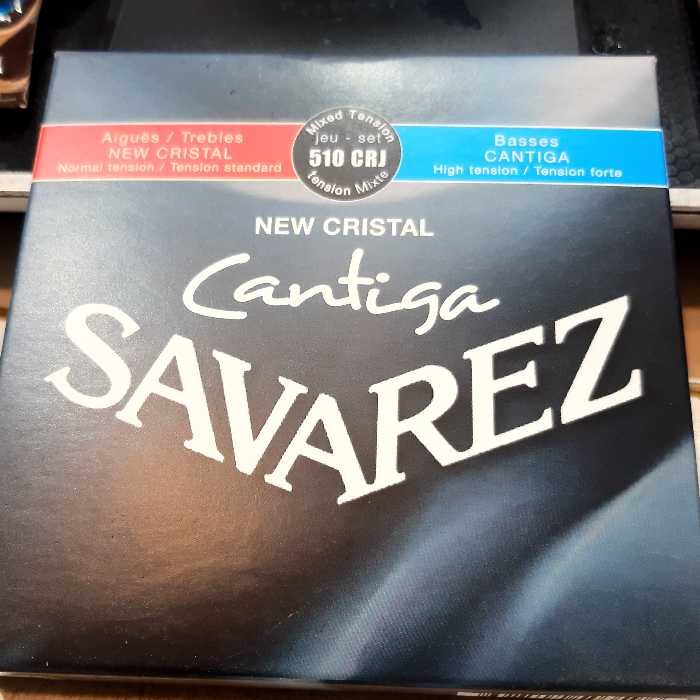 Aiguës / Trebles
NEW CRISTAL
Normal tension / Tension standard
Mixed Tension
jeu - set
510 CRJ
tension Mixte
Basses
CANTIGA
High tension / Tension forte
NEW CRISTAL
Cantiga
SAVAREZ